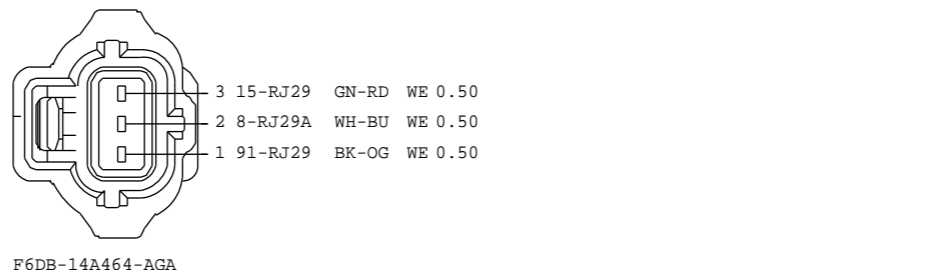 3 15-RJ29 GN-RD WE 0.50
2 8-RJ29A WH-BU WE 0.50
1 91-RJ29 BK-OG WE 0.50
F6DB-14A464-AGA